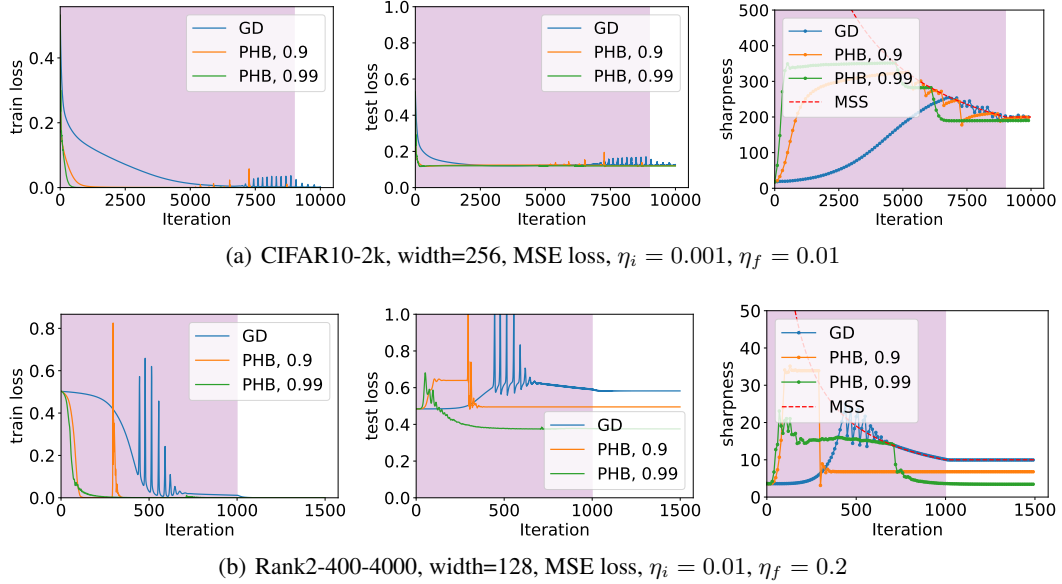 train loss
0.4
0.2
0.0
0
2500
5000
7500
10000
Iteration
GD
PHB, 0.9
PHB, 0.99
test loss
1.0
0.8
0.6
0.4
0.2
0.0
0
2500
5000
7500
10000
Iteration
GD
PHB, 0.9
PHB, 0.99
sharpness
500
400
300
200
100
0
0
2500
5000
7500
10000
Iteration
GD
PHB, 0.9
PHB, 0.99
MSS
(a) CIFAR10-2k, width=256, MSE loss, ηi = 0.001, ηf = 0.01
train loss
0.8
0.6
0.4
0.2
0.0
0
500
1000
1500
Iteration
GD
PHB, 0.9
PHB, 0.99
test loss
1.0
0.8
0.6
0.4
0.2
0.0
0
500
1000
1500
Iteration
GD
PHB, 0.9
PHB, 0.99
sharpness
50
40
30
20
10
0
0
500
1000
1500
Iteration
GD
PHB, 0.9
PHB, 0.99
MSS
(b) Rank2-400-4000, width=128, MSE loss, ηi = 0.01, ηf = 0.2